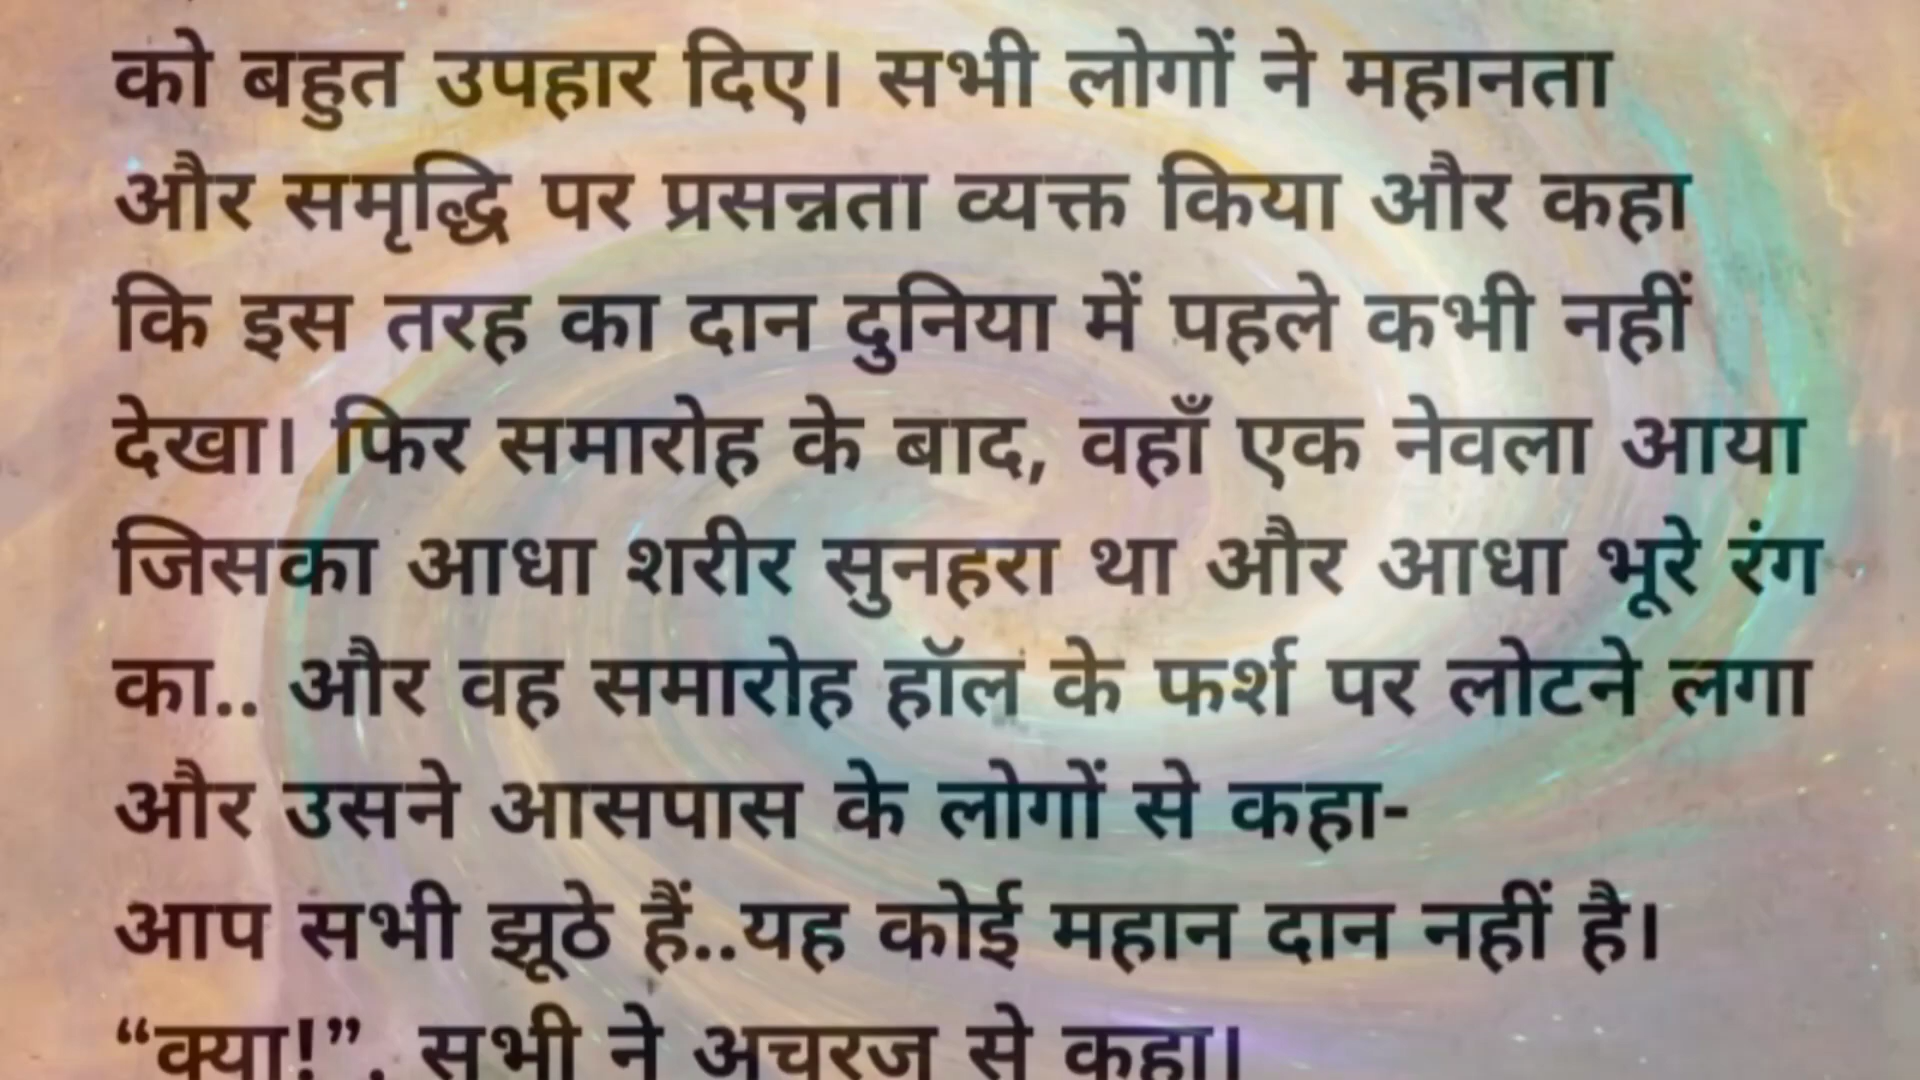 को बहुत उपहार दिए। सभी लोगों ने महानता
और समृद्धि पर प्रसन्नता व्यक्त किया और कहा
कि इस तरह का दान दुनिया में पहले कभी नहीं
देखा। फिर समारोह के बाद, वहाँ एक नेवला आया
जिसका आधा शरीर सुनहरा था और आधा भूरे रंग
का.. और वह समारोह हॉल के फर्श पर लोटने लगा
और उसने आसपास के लोगों से कहा-
आप सभी झूठे हैं..यह कोई महान दान नहीं है।
“क्या!”, सभी ने अचरज से कहा।